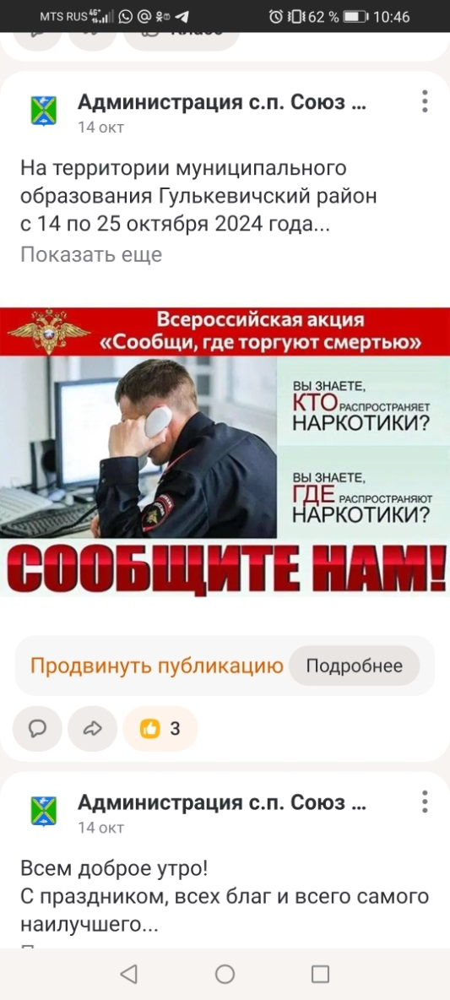 MTS RUS 4G+ 62 % 10:46
Класс
Администрация с.п. Союз ...
14 окт
На территории муниципального
образования Гулькевичский район
с 14 по 25 октября 2024 года...
Показать еще
Всероссийская акция
«Сообщи, где торгуют смертью»
ВЫ ЗНАЕТЕ,
КТО РАСПРОСТРАНЯЕТ
НАРКОТИКИ?
ВЫ ЗНАЕТЕ,
ГДЕ РАСПРОСТРАНЯЮТ
НАРКОТИКИ?
СООБЩИТЕ НАМ!
Продвинуть публикацию Подробнее
3
Администрация с.п. Союз ...
14 окт
Всем доброе утро!
С праздником, всех благ и всего самого
наилучшего...